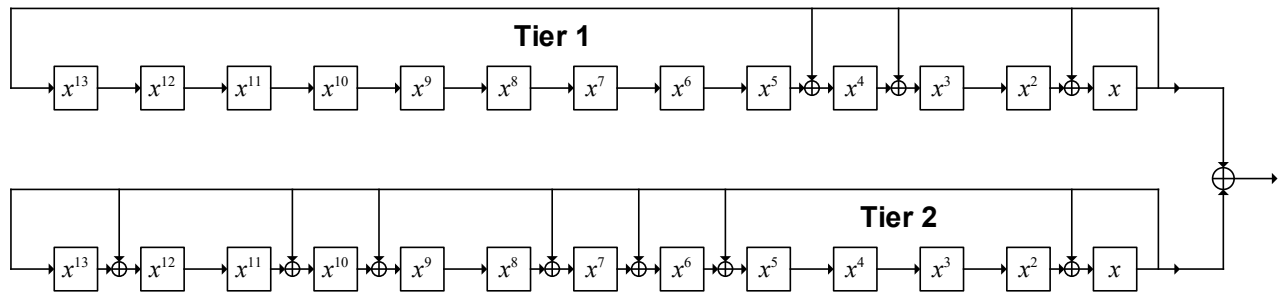 Tier 1
x¹³ x¹² x¹¹ x¹⁰ x⁹ x⁸ x⁷ x⁶ x⁵ x⁴ x³ x² x
Tier 2
x¹³ x¹² x¹¹ x¹⁰ x⁹ x⁸ x⁷ x⁶ x⁵ x⁴ x³ x² x